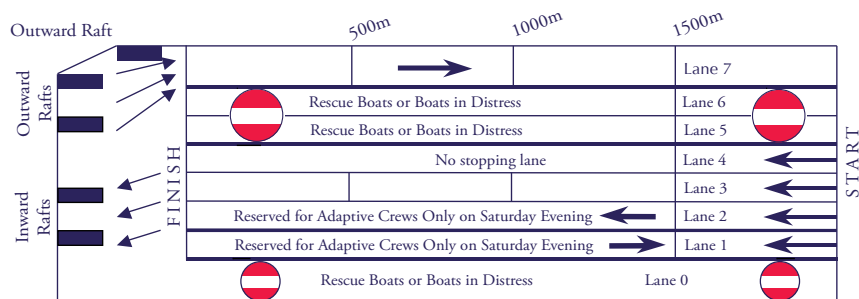 Outward Raft
500m
1000m
1500m
Outward
Rafts
Lane 7
Rescue Boats or Boats in Distress
Lane 6
Rescue Boats or Boats in Distress
Lane 5
No stopping lane
Lane 4
Lane 3
Inward
Rafts
FINISH
START
Reserved for Adaptive Crews Only on Saturday Evening
Lane 2
Reserved for Adaptive Crews Only on Saturday Evening
Lane 1
Rescue Boats or Boats in Distress
Lane 0